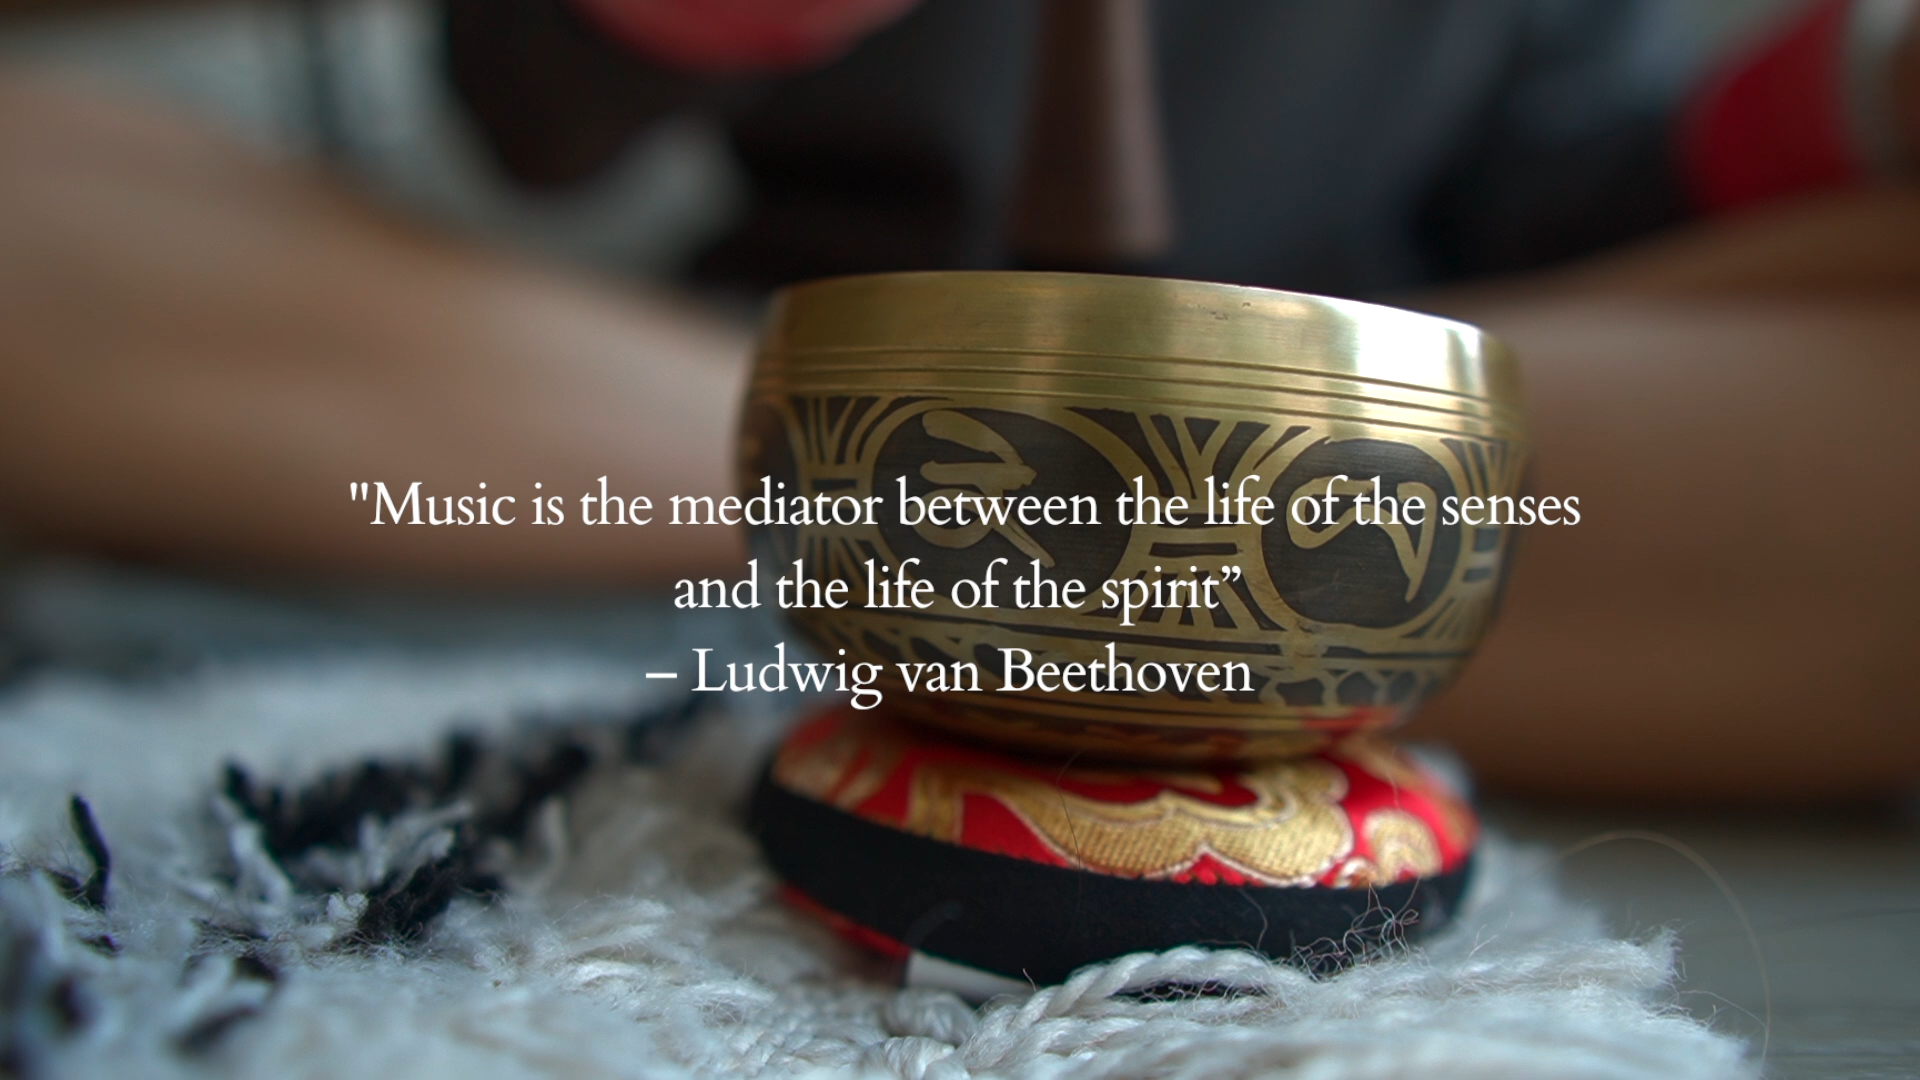 "Music is the mediator between the life of the senses
and the life of the spirit”
– Ludwig van Beethoven